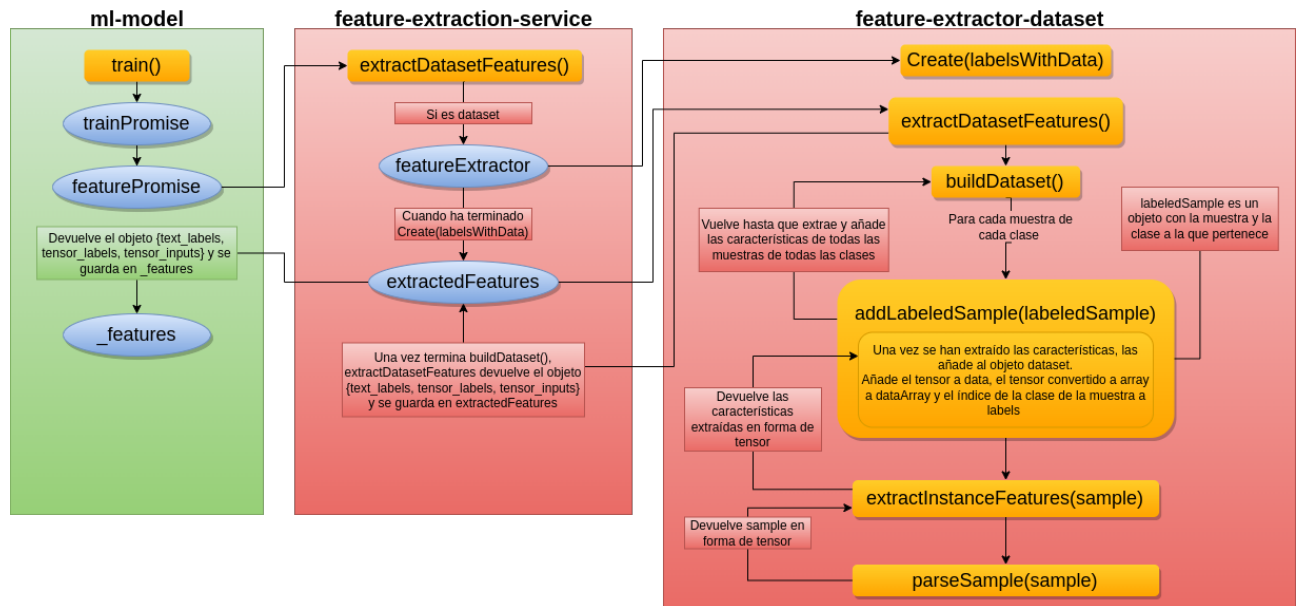 ml-model
feature-extraction-service
feature-extractor-dataset
train()
trainPromise
featurePromise
Devuelve el objeto {text_labels,
tensor_labels, tensor_inputs} y se
guarda en _features
_features
extractDatasetFeatures()
Si es dataset
featureExtractor
Cuando ha terminado
Create(labelsWithData)
extractedFeatures
Una vez termina buildDataset(),
extractDatasetFeatures devuelve el objeto
{text_labels, tensor_labels, tensor_inputs}
y se guarda en extractedFeatures
Create(labelsWithData)
extractDatasetFeatures()
buildDataset()
Vuelve hasta que extrae y añade
las características de todas las
muestras de todas las clases
Para cada muestra de
cada clase
labeledSample es un
objeto con la muestra y la
clase a la que pertenece
addLabeledSample(labeledSample)
Una vez se han extraído las características, las
añade al objeto dataset.
Añade el tensor a data, el tensor convertido a array
a dataArray y el índice de la clase de la muestra a
labels
Devuelve las
características
extraídas en forma de
tensor
extractInstanceFeatures(sample)
Devuelve sample en
forma de tensor
parseSample(sample)